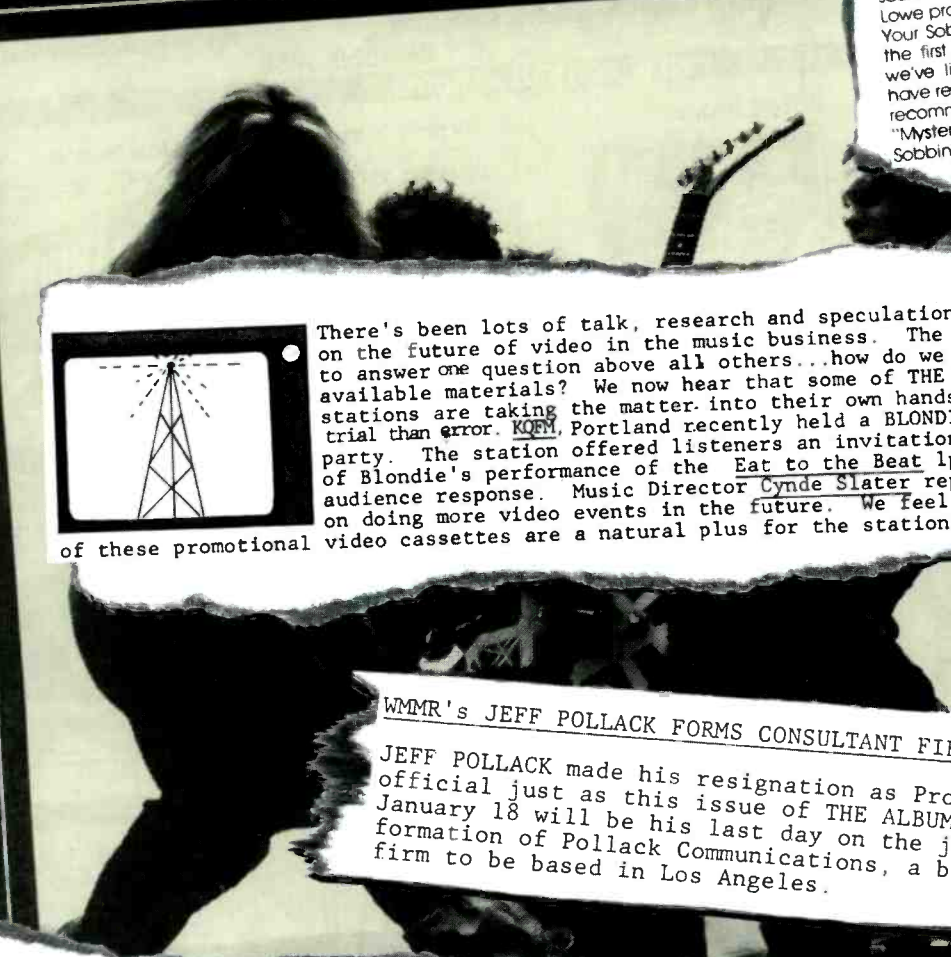 Lowe pro
Your Sob
the first
we've li
have re
recomm
"Myster
Sobbin
There's been lots of talk, research and speculation
on the future of video in the music business. The
to answer one question above all others...how do we
available materials? We now hear that some of THE
stations are taking the matter into their own hands
trial than error. KQFM, Portland recently held a BLONDI
party. The station offered listeners an invitation
of Blondie's performance of the Eat to the Beat lp
audience response. Music Director Cynde Slater rep
on doing more video events in the future. We feel
of these promotional video cassettes are a natural plus for the station
WMMR's JEFF POLLACK FORMS CONSULTANT FIR
JEFF POLLACK made his resignation as Pro
official just as this issue of THE ALBUM
January 18 will be his last day on the j
formation of Pollack Communications, a b
firm to be based in Los Angeles.